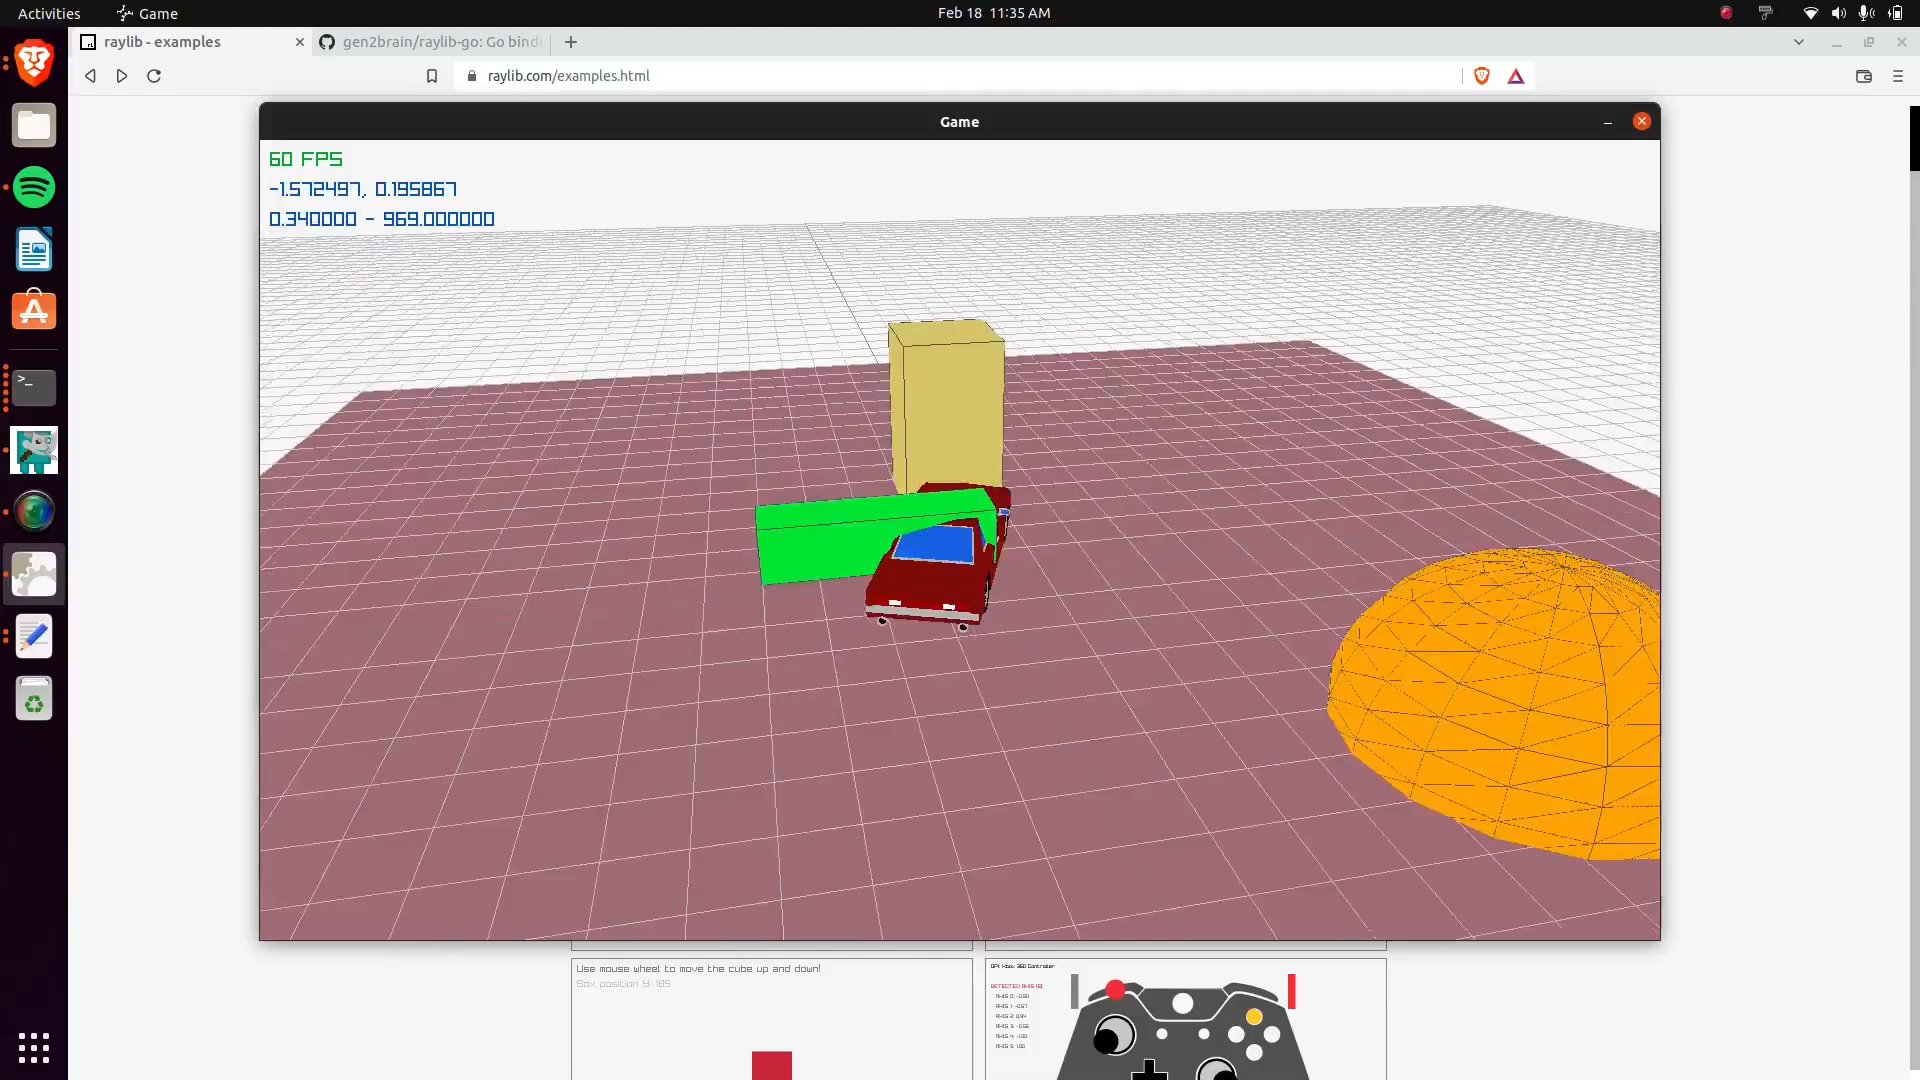 Activities
Game
Feb 18 11:35 AM
raylib - examples
gen2brain/raylib-go: Go bindi
raylib.com/examples.html
Game
60 FPS
-1.572497, 0.195867
0.340000 - 969.000000
Use mouse wheel to move the cube up and down!
Box position Y: 185